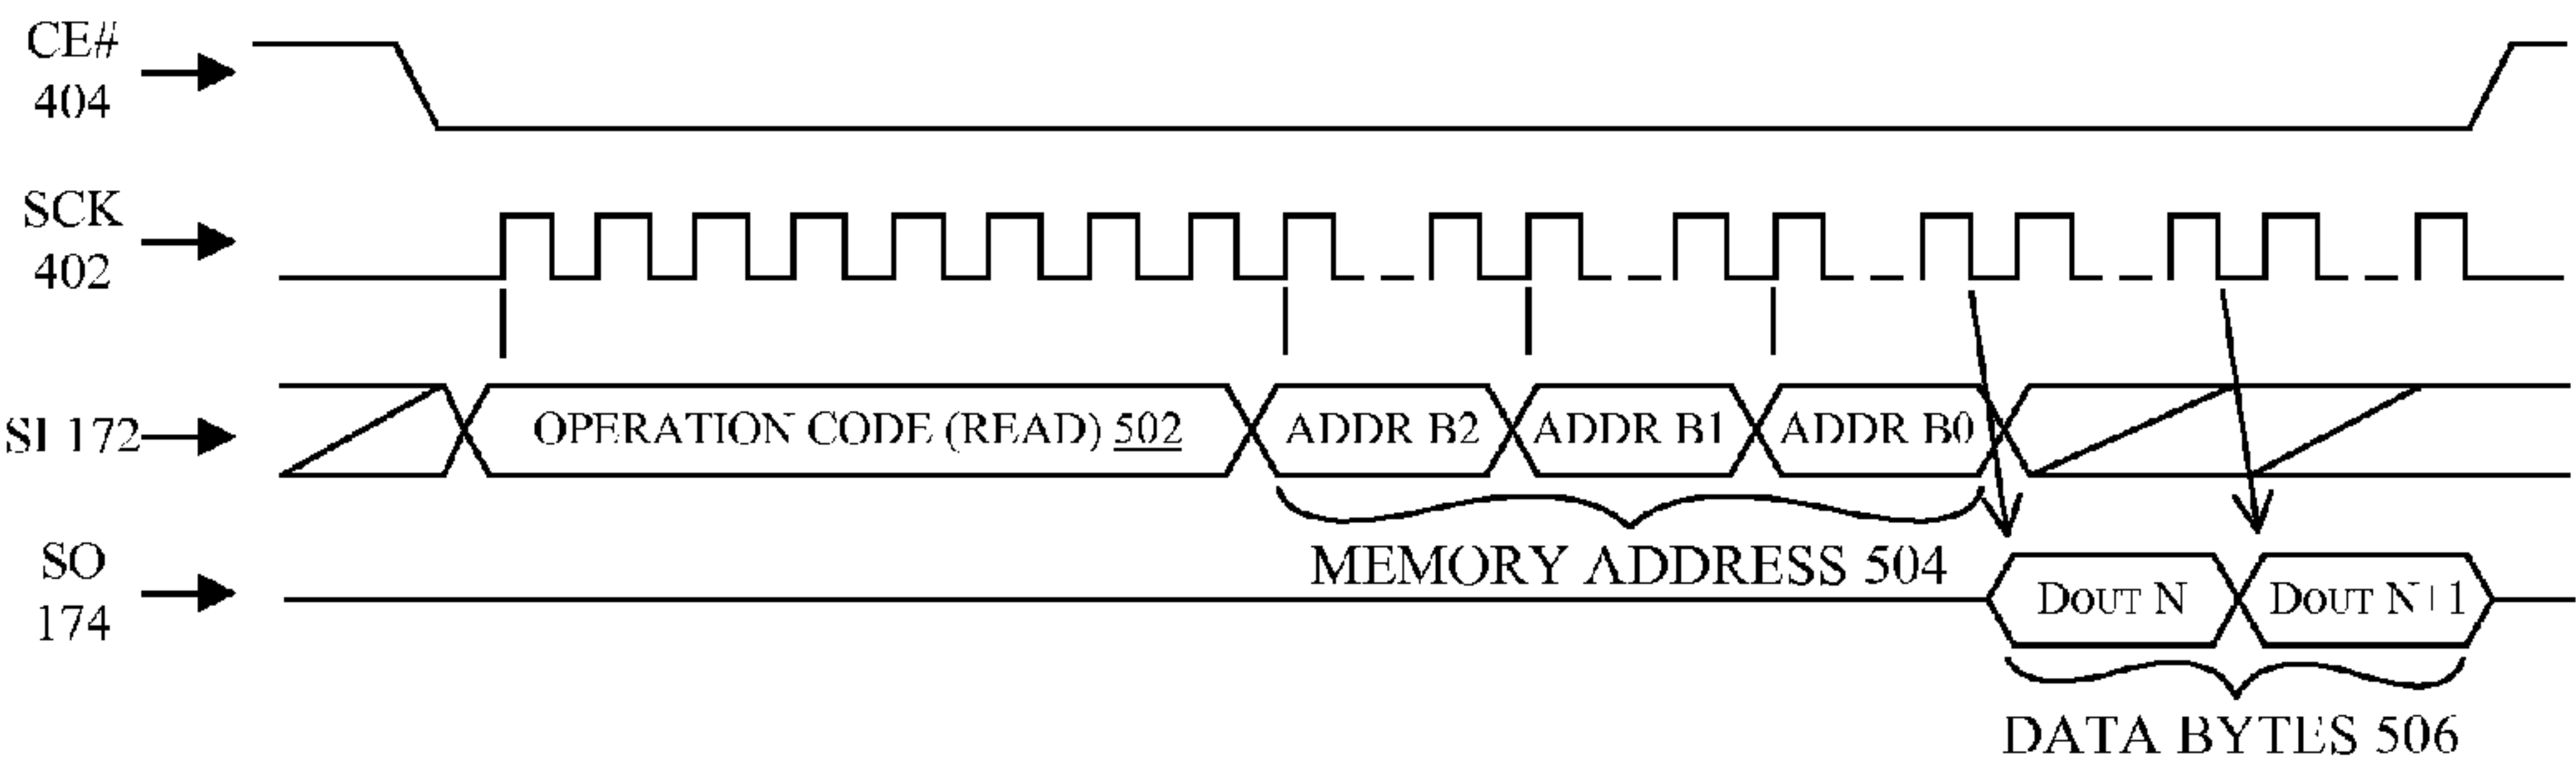 CE#
404
SCK
402
SI 172
OPERATION CODE (READ) 502
ADDR B2
ADDR B1
ADDR B0
MEMORY ADDRESS 504
SO
174
DOUT N
DOUT N+1
DATA BYTES 506